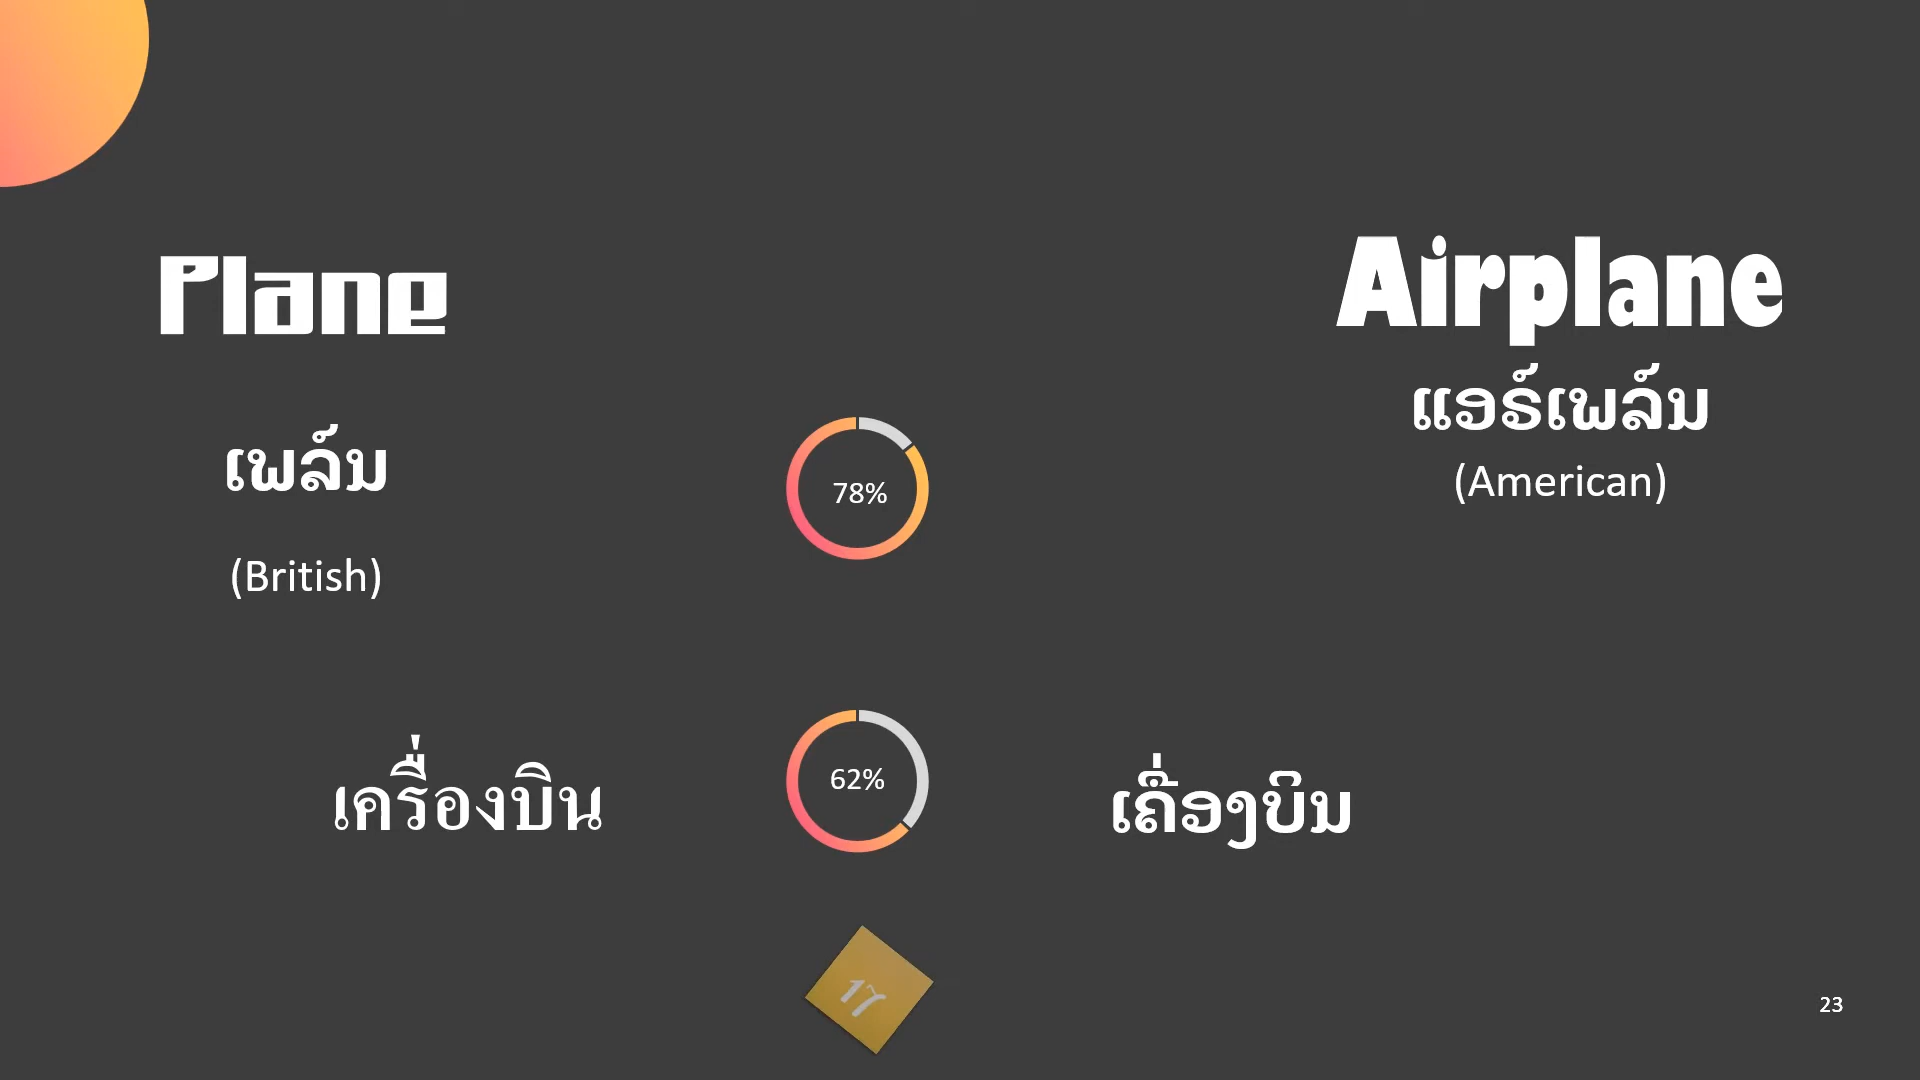 Plane
ເພລ໌ນ
(British)
Airplane
ແອຣ໌ເພລ໌ນ
(American)
78%
เครื่องบิน
62%
ເຄື່ອງບິນ
17
23